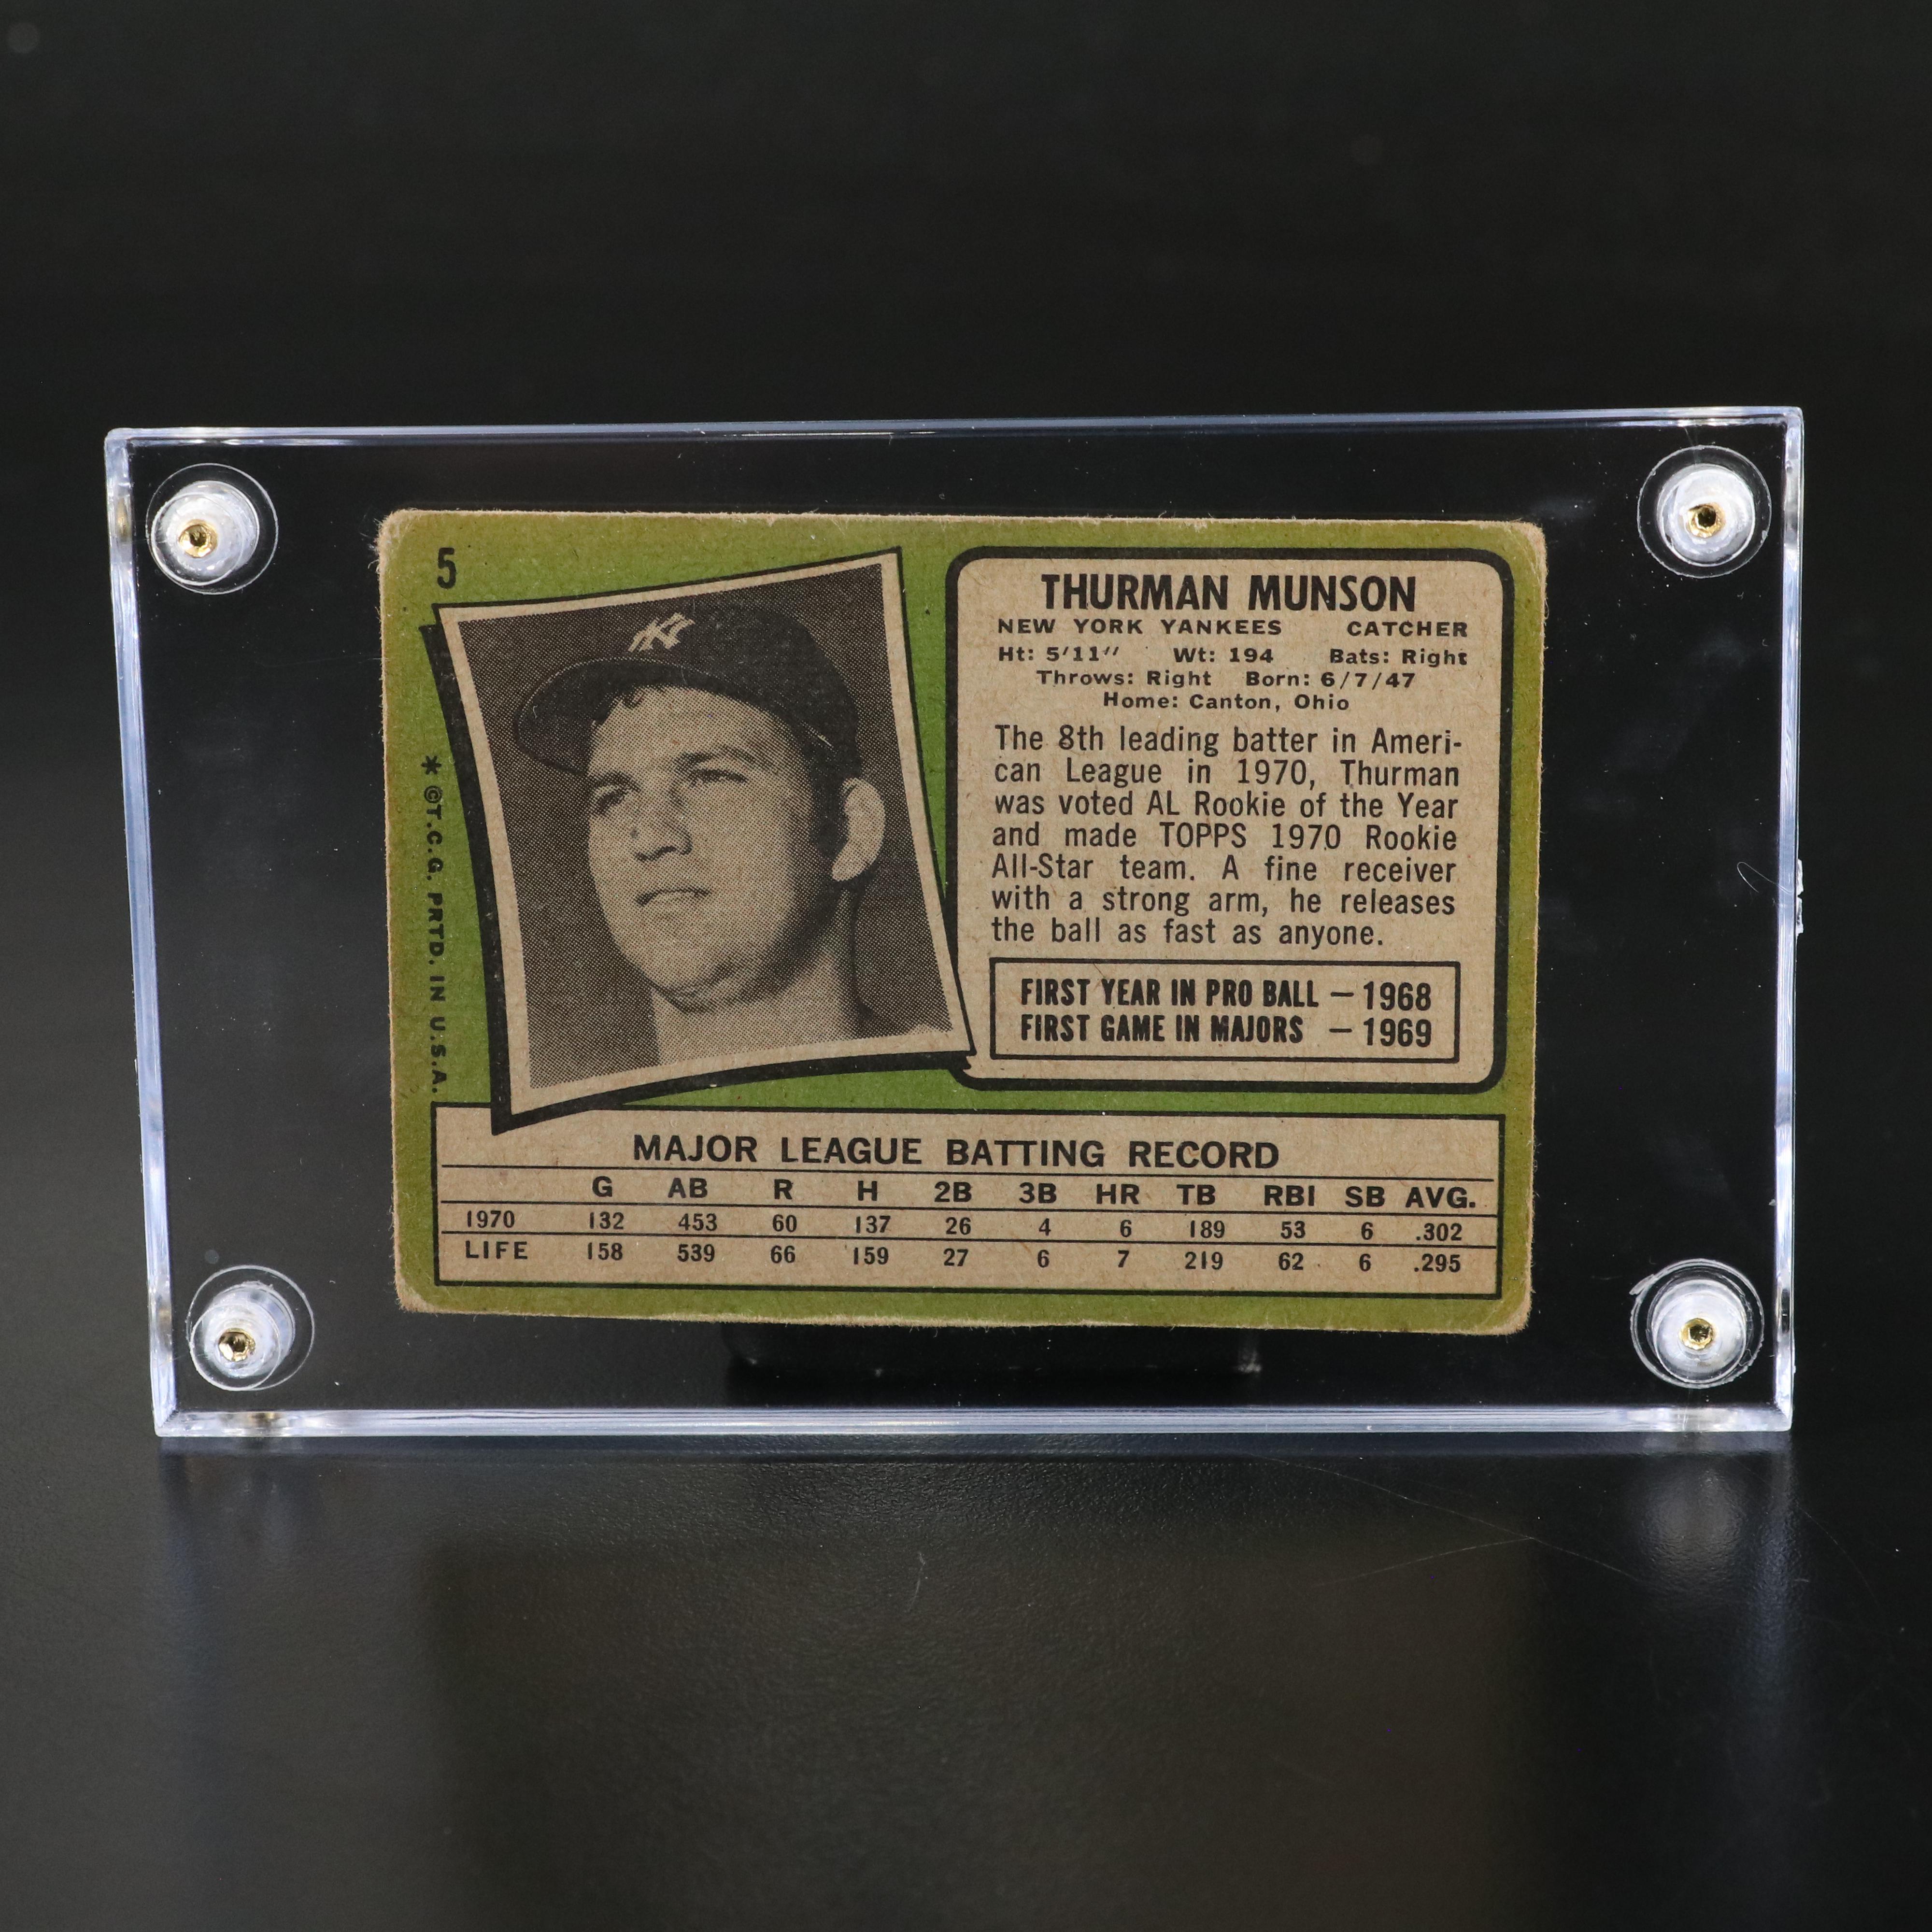 5
THURMAN MUNSON
NEW YORK YANKEES CATCHER
Ht: 5'11" Wt: 194 Bats: Right
Throws: Right Born: 6/7/47
Home: Canton, Ohio
The 8th leading batter in Ameri-
can League in 1970, Thurman
was voted AL Rookie of the Year
and made TOPPS 1970 Rookie
All-Star team. A fine receiver
with a strong arm, he releases
the ball as fast as anyone.
FIRST YEAR IN PRO BALL — 1968
FIRST GAME IN MAJORS — 1969
* ©T.C.G. PRTD. IN U.S.A.
NY
MAJOR LEAGUE BATTING RECORD
G AB R H 2B 3B HR TB RBI SB AVG.
1970 132 453 60 137 26 4 6 189 53 6 .302
LIFE 158 539 66 159 27 6 7 219 62 6 .295